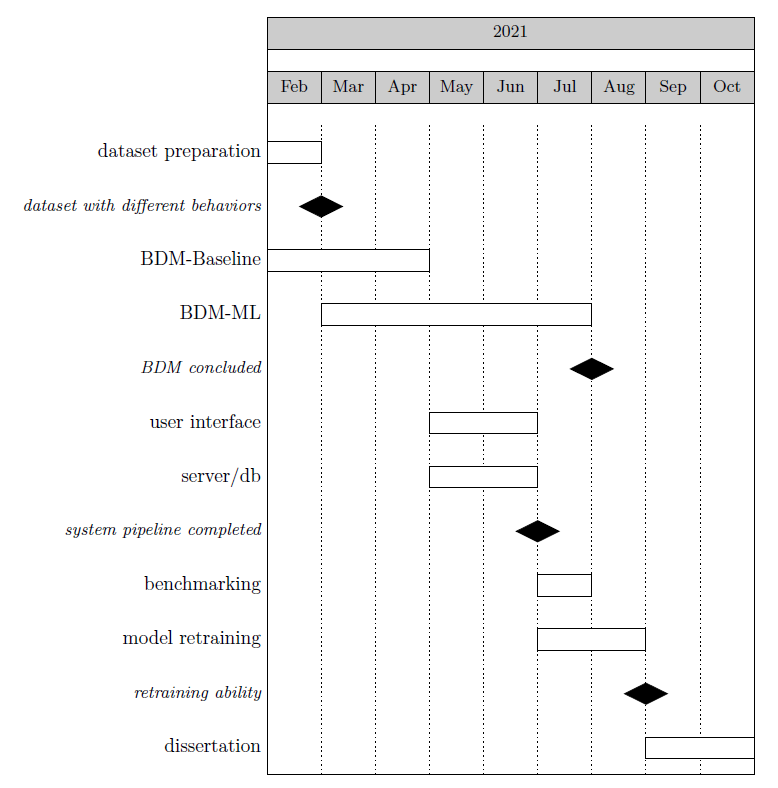 2021
Feb Mar Apr May Jun Jul Aug Sep Oct
dataset preparation
dataset with different behaviors
BDM-Baseline
BDM-ML
BDM concluded
user interface
server/db
system pipeline completed
benchmarking
model retraining
retraining ability
dissertation